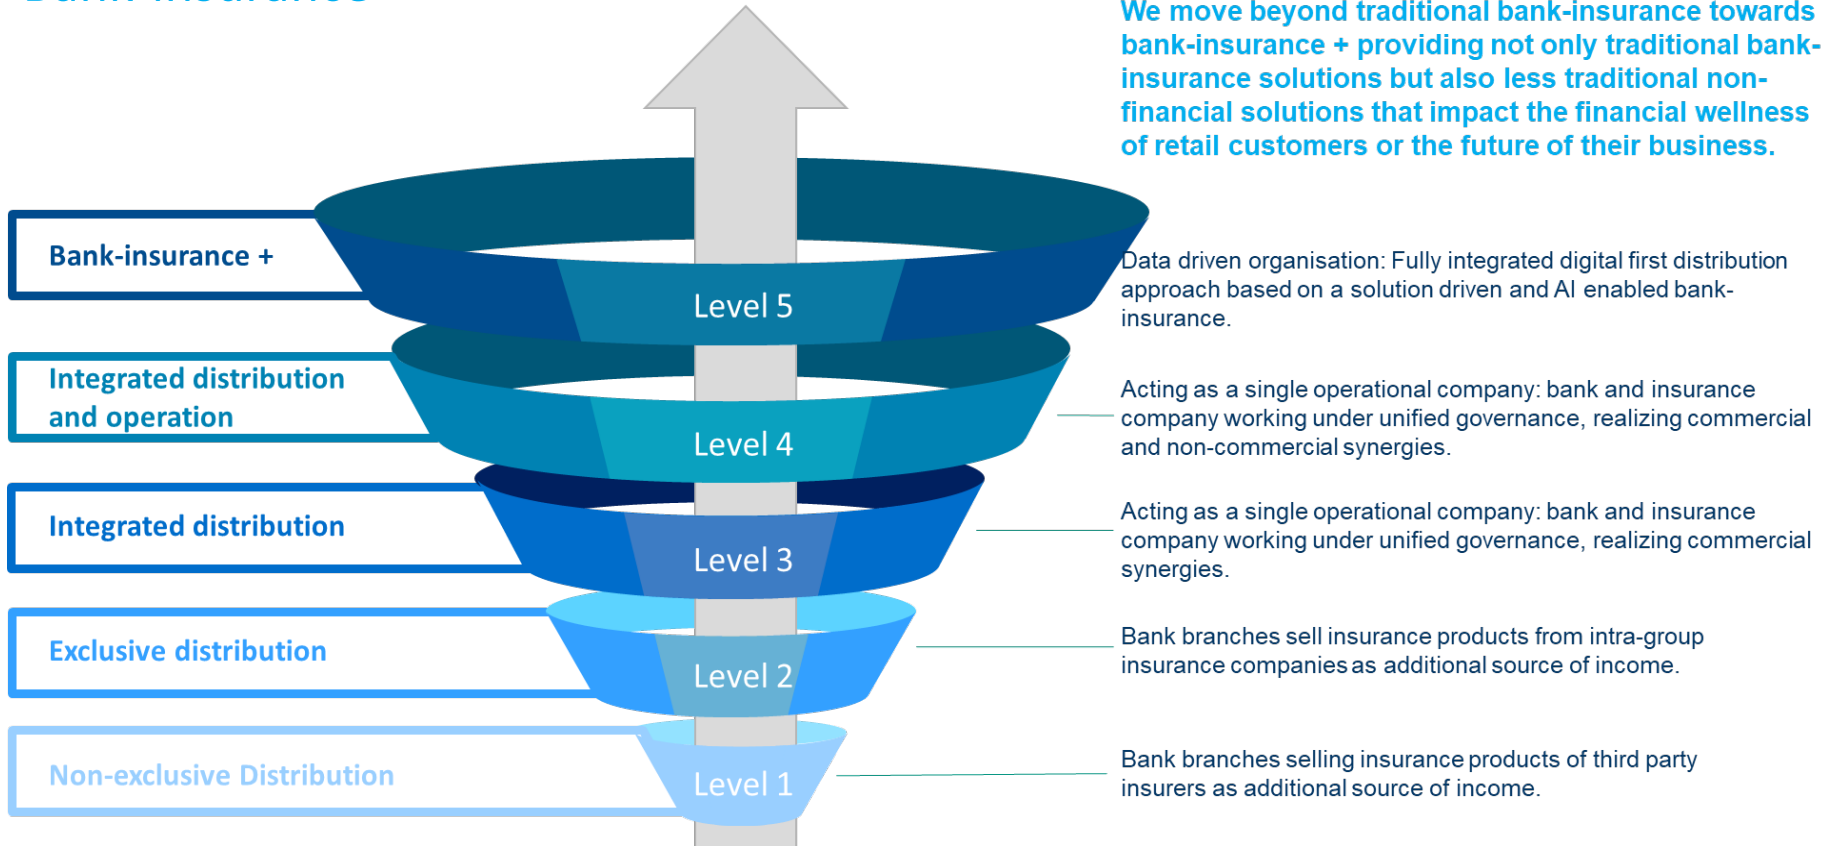 We move beyond traditional bank-insurance towards
bank-insurance + providing not only traditional bank-
insurance solutions but also less traditional non-
financial solutions that impact the financial wellness
of retail customers or the future of their business.
Bank-insurance +
Level 5
Data driven organisation: Fully integrated digital first distribution
approach based on a solution driven and AI enabled bank-
insurance.
Integrated distribution
and operation
Level 4
Acting as a single operational company: bank and insurance
company working under unified governance, realizing commercial
and non-commercial synergies.
Integrated distribution
Level 3
Acting as a single operational company: bank and insurance
company working under unified governance, realizing commercial
synergies.
Exclusive distribution
Level 2
Bank branches sell insurance products from intra-group
insurance companies as additional source of income.
Non-exclusive Distribution
Level 1
Bank branches selling insurance products of third party
insurers as additional source of income.